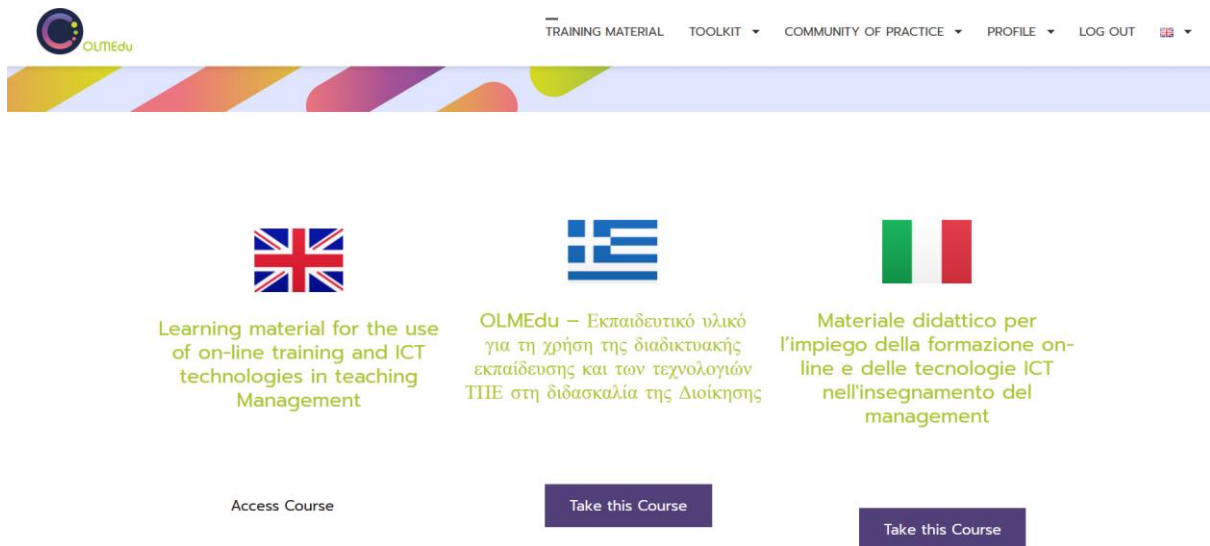 OLMEdu
TRAINING MATERIAL TOOLKIT COMMUNITY OF PRACTICE PROFILE LOG OUT
Learning material for the use
of on-line training and ICT
technologies in teaching
Management
Access Course
OLMEdu – Εκπαιδευτικό υλικό
για τη χρήση της διαδικτυακής
εκπαίδευσης και των τεχνολογιών
ΤΠΕ στη διδασκαλία της Διοίκησης
Take this Course
Materiale didattico per
l’impiego della formazione on-
line e delle tecnologie ICT
nell'insegnamento del
management
Take this Course